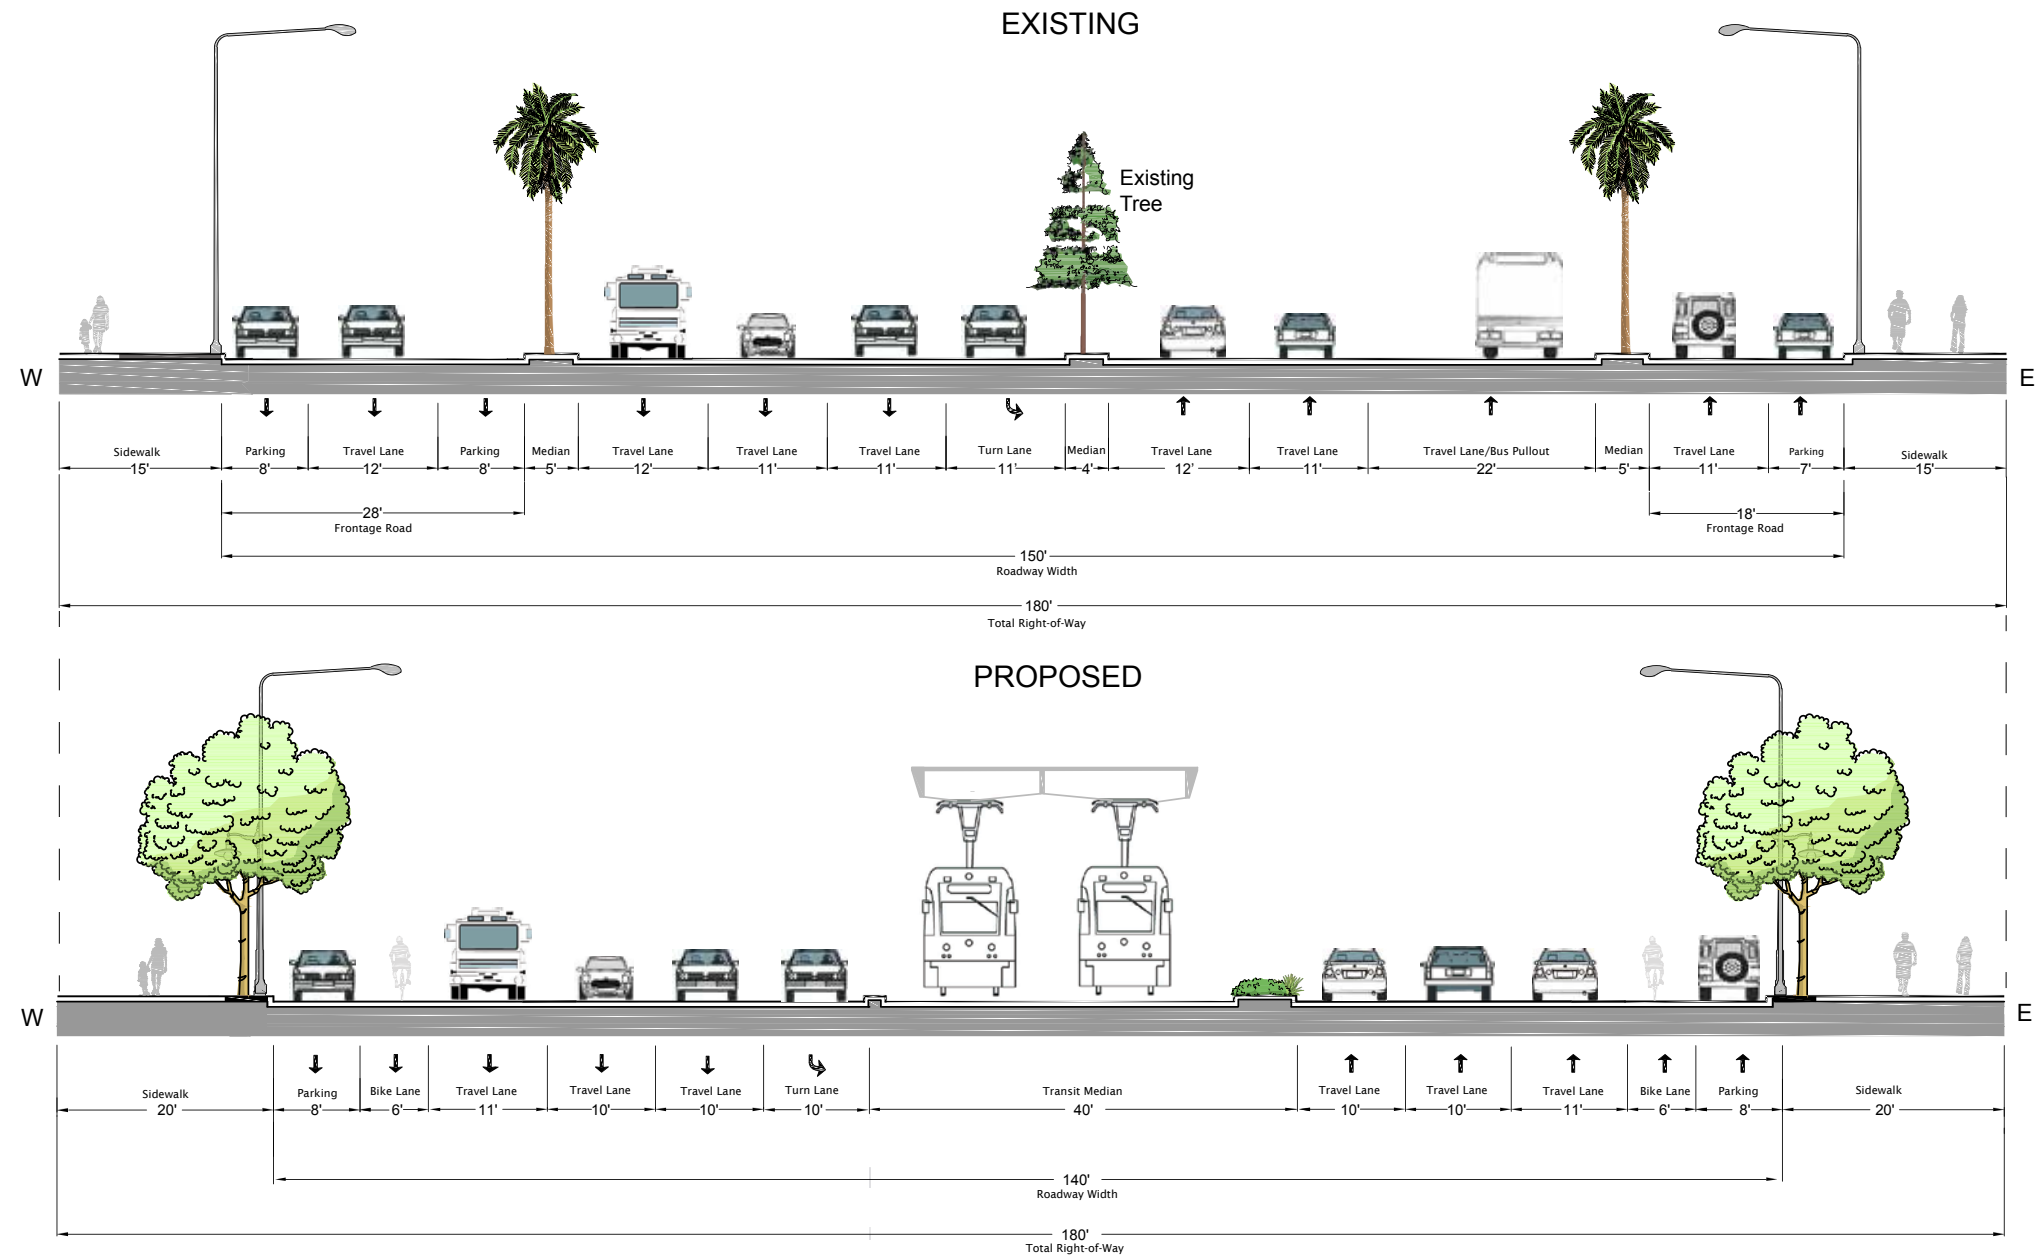 EXISTING
Existing
Tree
W E
Sidewalk Parking Travel Lane Parking Median Travel Lane Travel Lane Travel Lane Turn Lane Median Travel Lane Travel Lane Travel Lane/Bus Pullout Median Travel Lane Parking Sidewalk
15' 8' 12' 8' 5' 12' 11' 11' 11' 4' 12' 11' 22' 5' 11' 7' 15'
28' 18'
Frontage Road Frontage Road
150'
Roadway Width
180'
Total Right-of-Way
PROPOSED
W E
Sidewalk Parking Bike Lane Travel Lane Travel Lane Travel Lane Turn Lane Transit Median Travel Lane Travel Lane Travel Lane Bike Lane Parking Sidewalk
20' 8' 6' 11' 10' 10' 10' 40' 10' 10' 11' 6' 8' 20'
140'
Roadway Width
180'
Total Right-of-Way